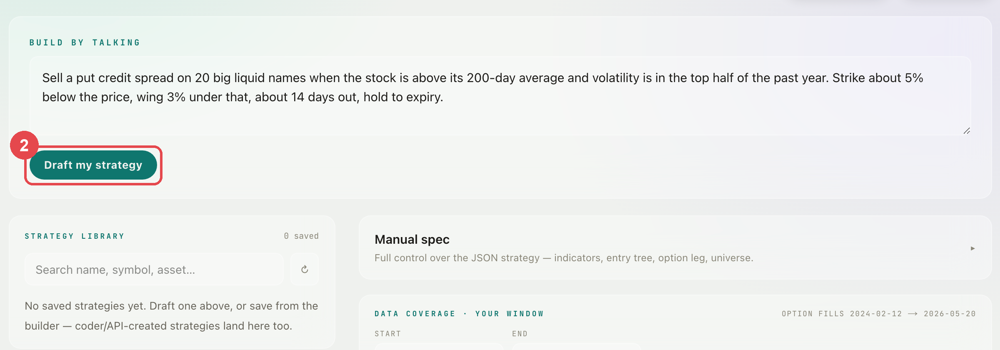 BUILD BY TALKING
Sell a put credit spread on 20 big liquid names when the stock is above its 200-day average and volatility is in the top half of the past year. Strike about 5%
below the price, wing 3% under that, about 14 days out, hold to expiry.
2
Draft my strategy
STRATEGY LIBRARY
0 saved
Search name, symbol, asset...
No saved strategies yet. Draft one above, or save from the
builder — coder/API-created strategies land here too.
Manual spec
Full control over the JSON strategy — indicators, entry tree, option leg, universe.
DATA COVERAGE · YOUR WINDOW
OPTION FILLS 2024-02-12 → 2026-05-20
START
END